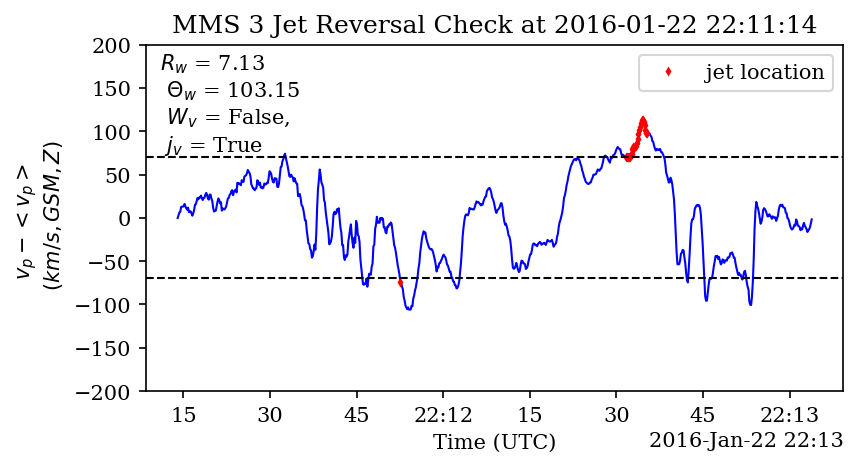 MMS 3 Jet Reversal Check at 2016-01-22 22:11:14
R_w = 7.13
Θ_w = 103.15
W_v = False,
j_v = True
jet location
200
150
100
50
0
−50
−100
−150
−200
v_p − < v_p >
(km/s, GSM, Z)
15
30
45
22:12
15
30
45
22:13
Time (UTC)
2016-Jan-22 22:13